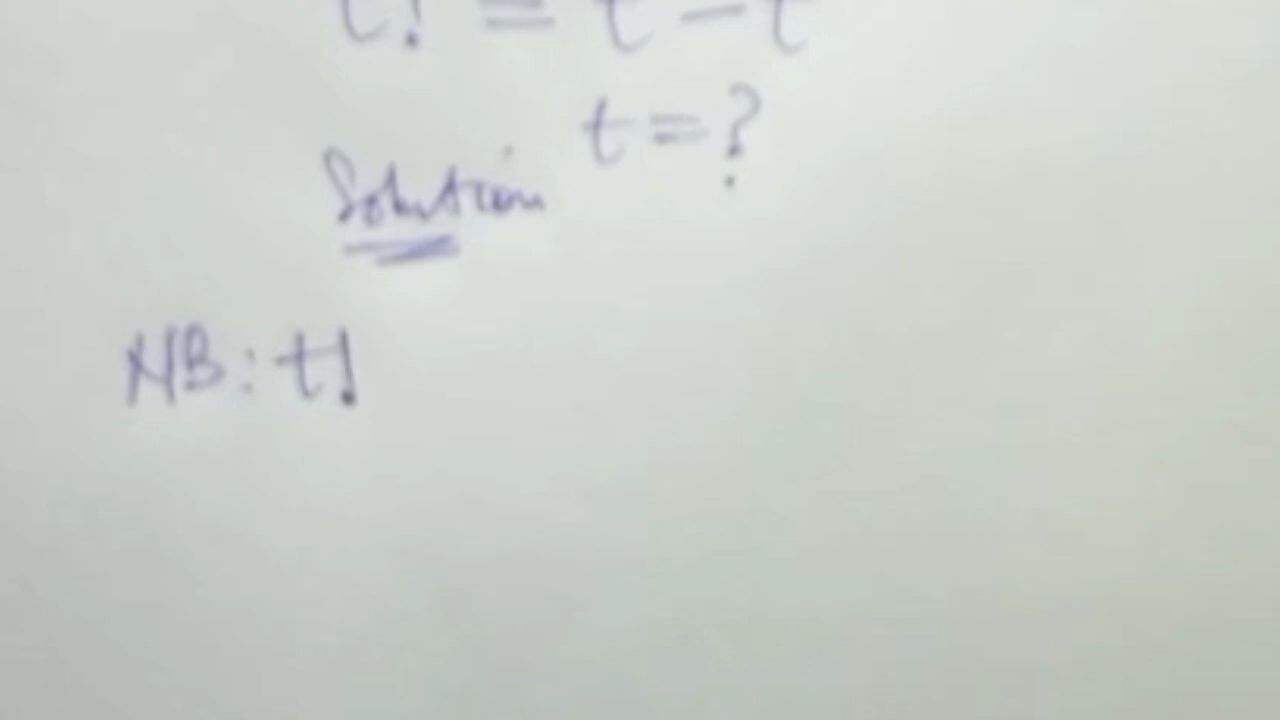 t! = t - t
t = ?
Solution
NB: t!